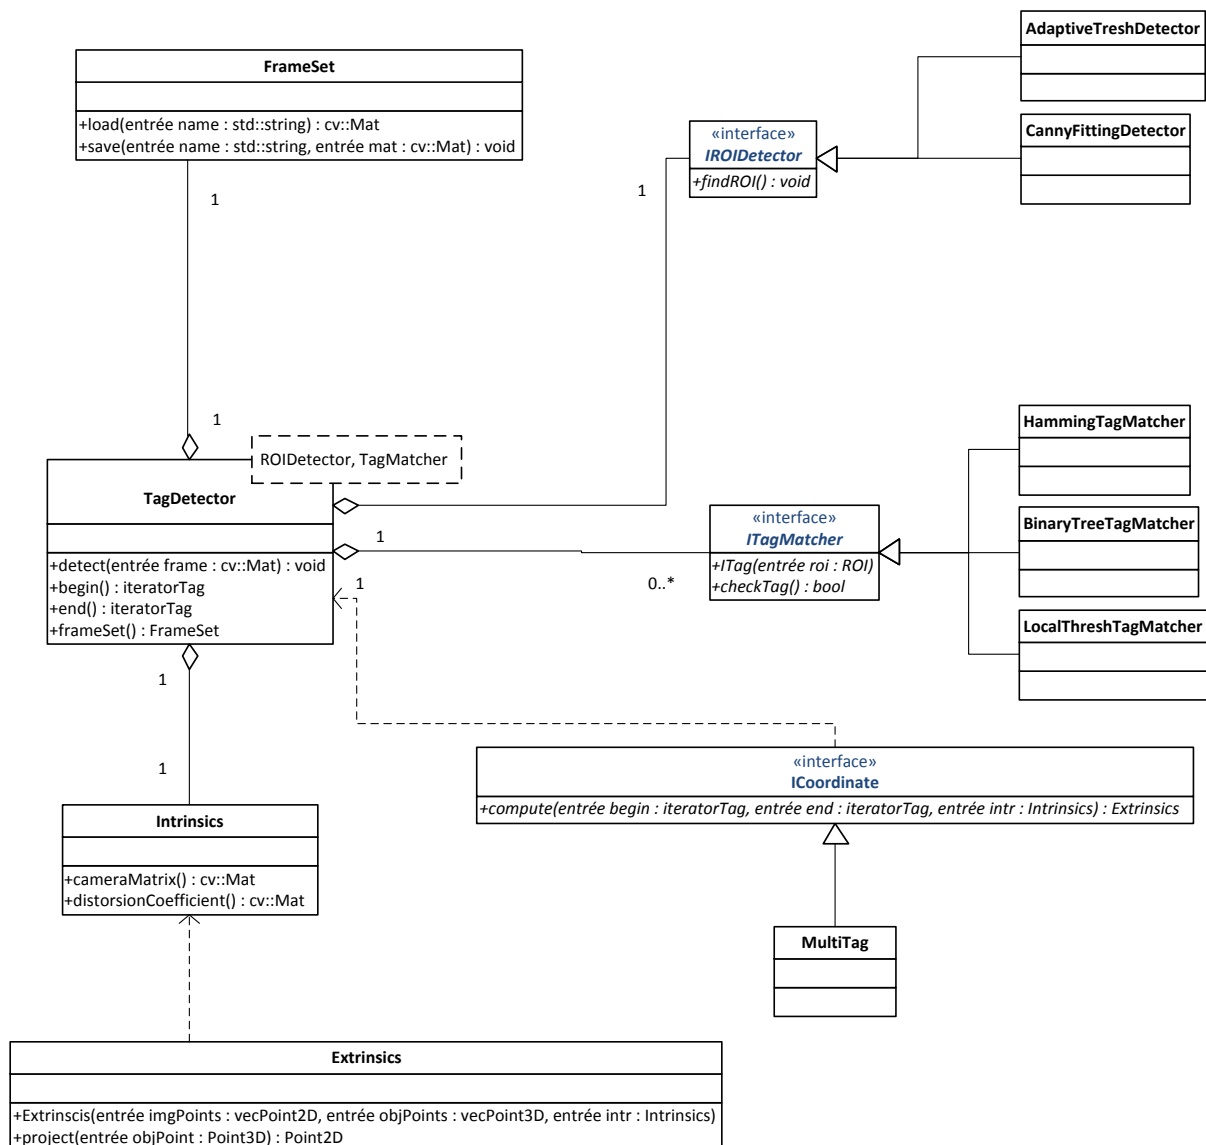 AdaptiveTreshDetector
FrameSet
+load(entrée name : std::string) : cv::Mat
+save(entrée name : std::string, entrée mat : cv::Mat) : void
«interface»
IROIDetector
+findROI() : void
CannyFittingDetector
1
1
1
ROIDetector, TagMatcher
TagDetector
+detect(entrée frame : cv::Mat) : void
+begin() : iteratorTag
+end() : iteratorTag
+frameSet() : FrameSet
1
1
0..*
«interface»
ITagMatcher
+ITag(entrée roi : ROI)
+checkTag() : bool
HammingTagMatcher
BinaryTreeTagMatcher
LocalThreshTagMatcher
1
1
«interface»
ICoordinate
+compute(entrée begin : iteratorTag, entrée end : iteratorTag, entrée intr : Intrinsics) : Extrinsics
Intrinsics
+cameraMatrix() : cv::Mat
+distorsionCoefficient() : cv::Mat
MultiTag
Extrinsics
+Extrinscis(entrée imgPoints : vecPoint2D, entrée objPoints : vecPoint3D, entrée intr : Intrinsics)
+project(entrée objPoint : Point3D) : Point2D